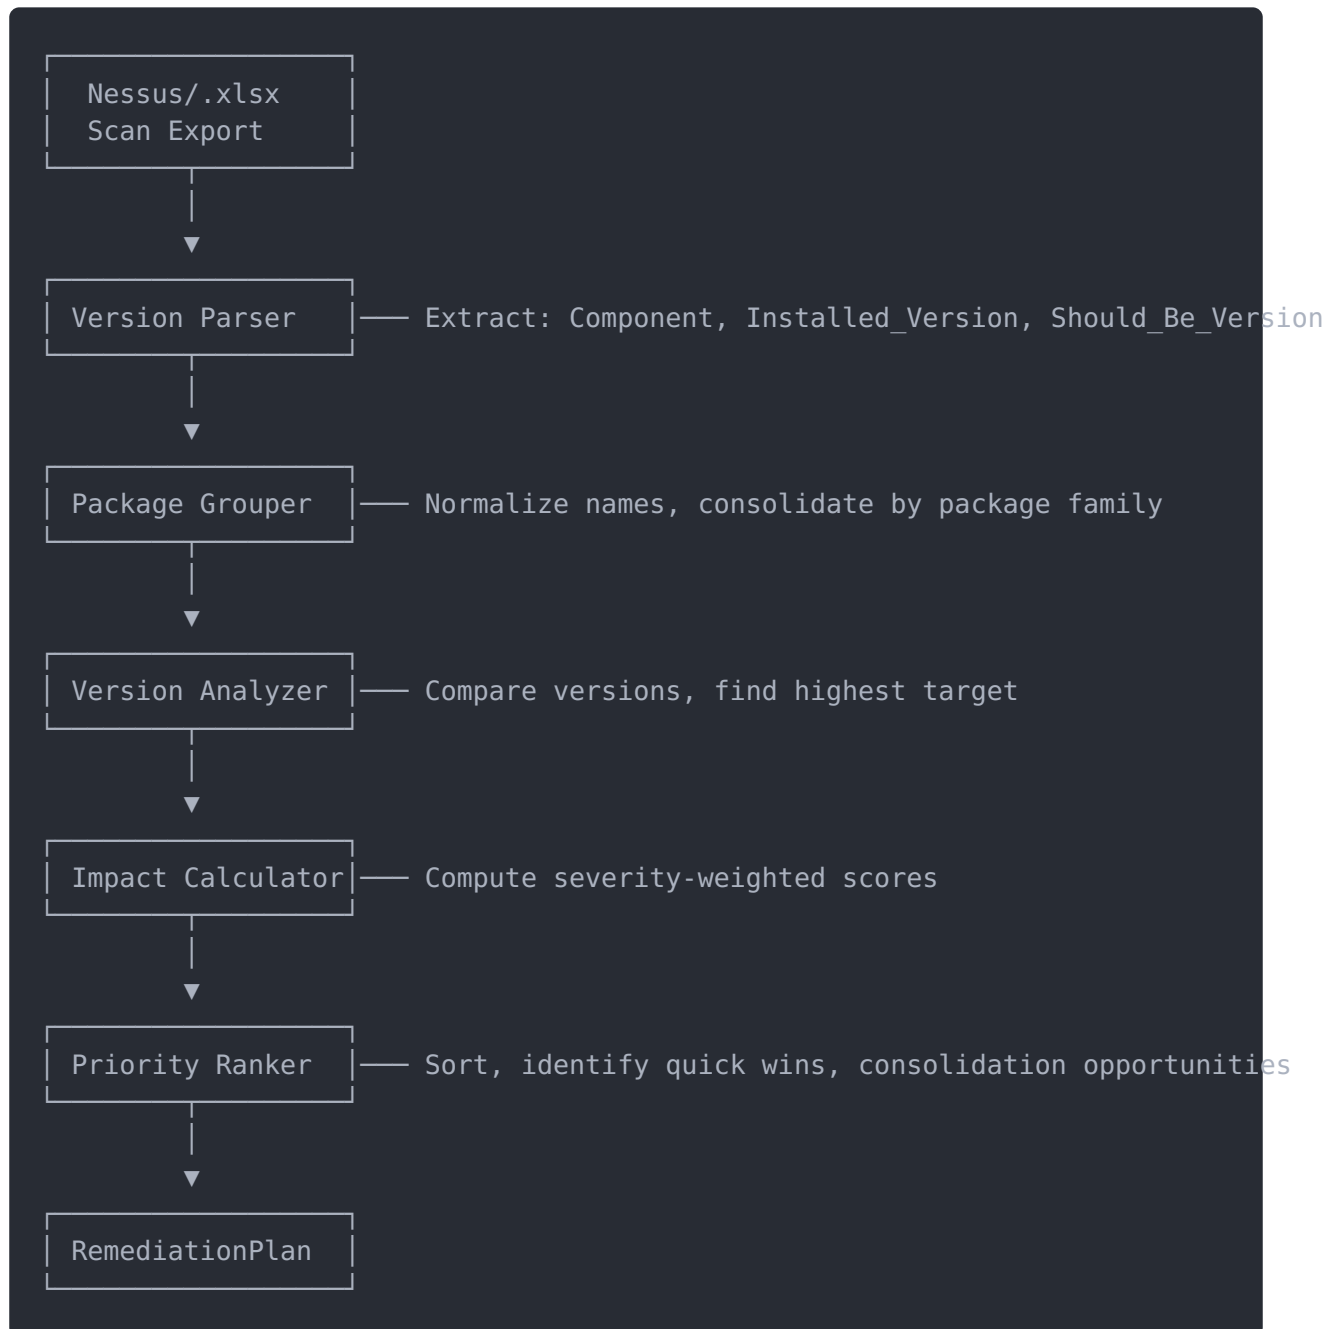 Nessus/.xlsx
Scan Export
Version Parser ─── Extract: Component, Installed_Version, Should_Be_Version
Package Grouper ─── Normalize names, consolidate by package family
Version Analyzer ─── Compare versions, find highest target
Impact Calculator ─── Compute severity-weighted scores
Priority Ranker ─── Sort, identify quick wins, consolidation opportunities
RemediationPlan